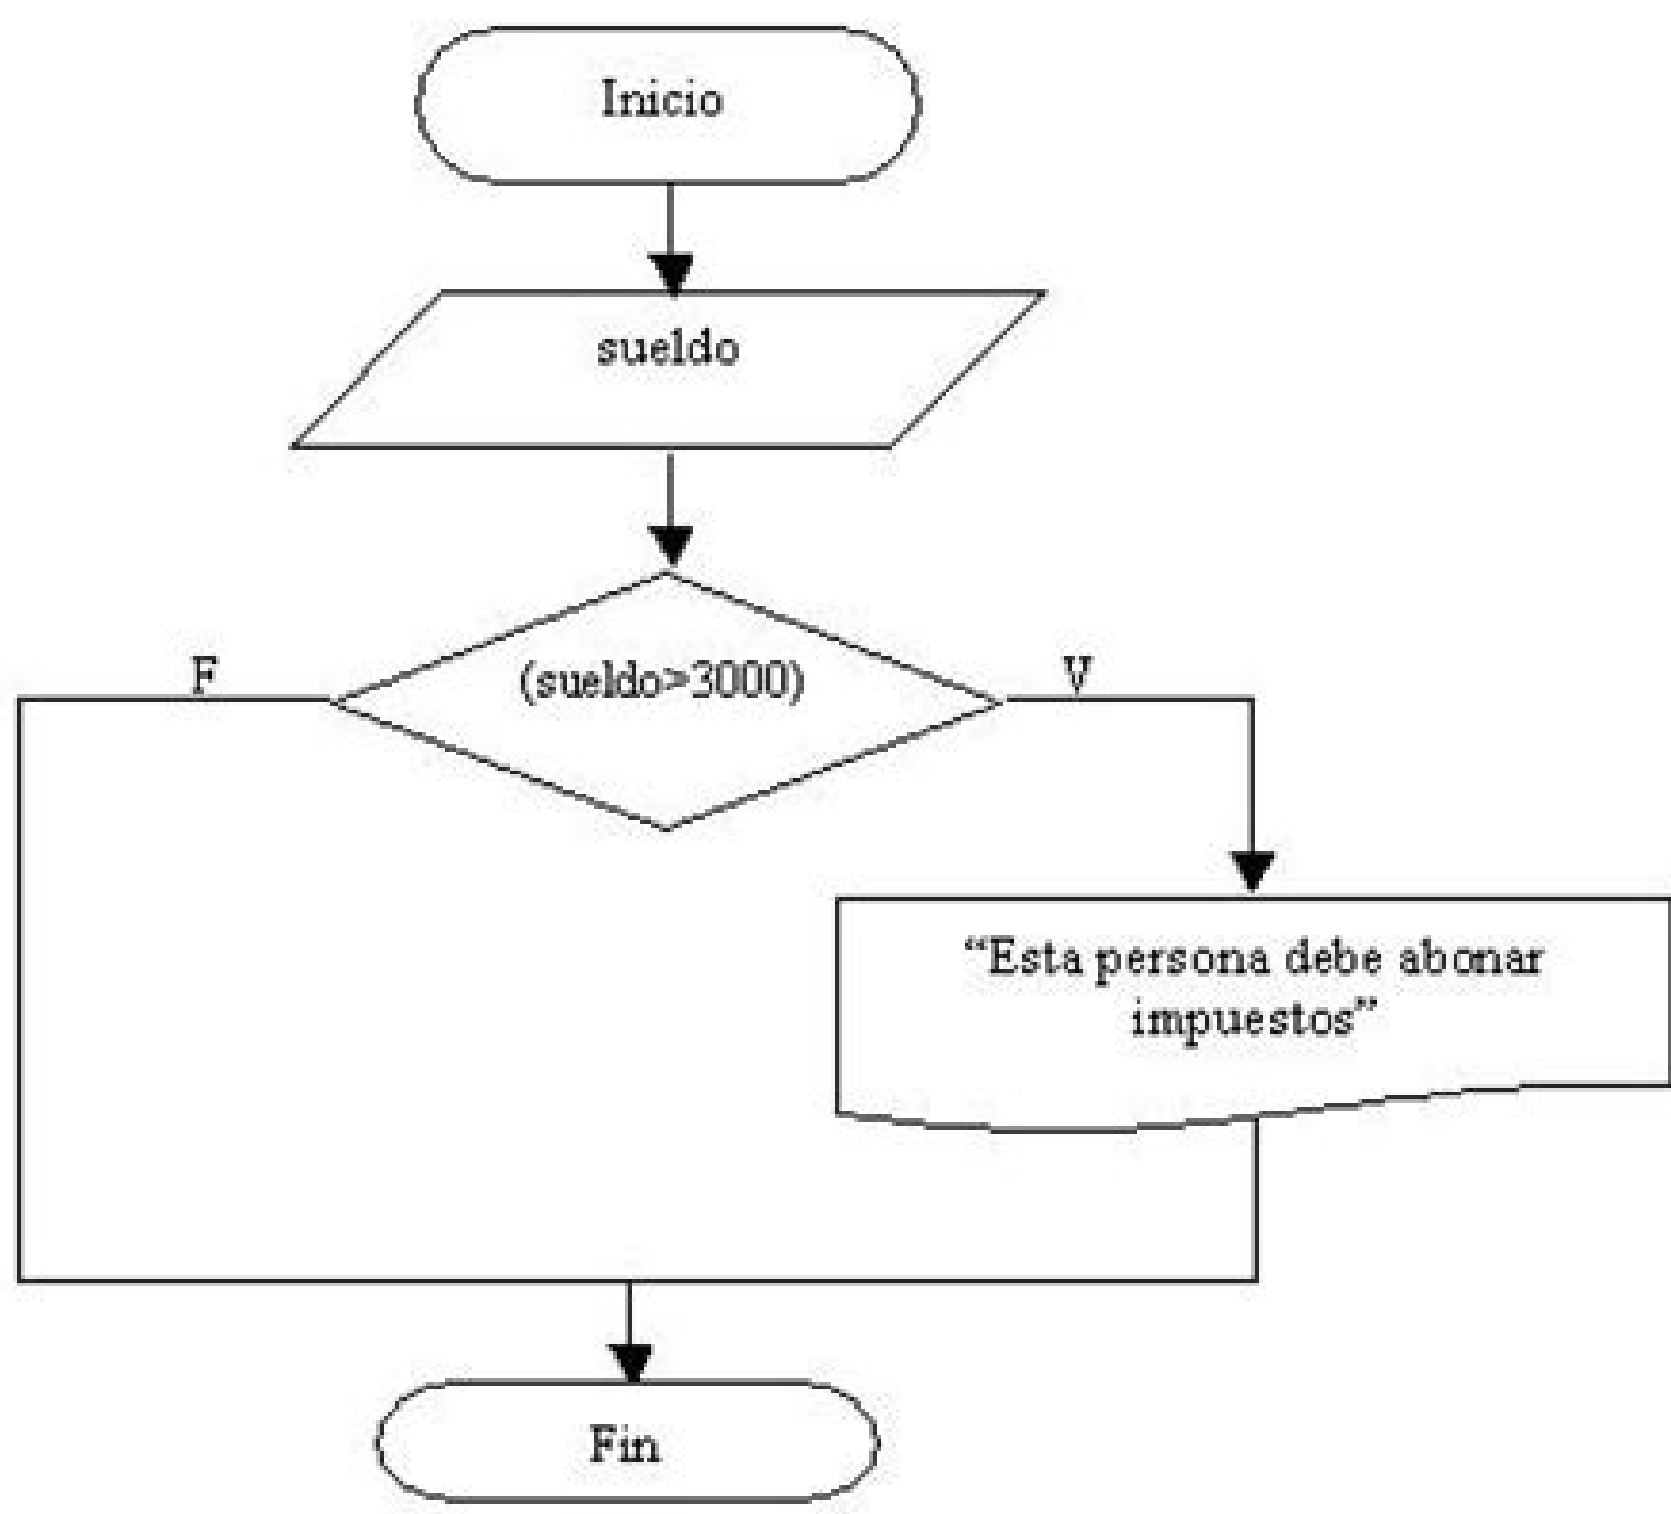 Inicio
sueldo
(sueldo>3000)
F
V
“Esta persona debe abonar
impuestos”
Fin